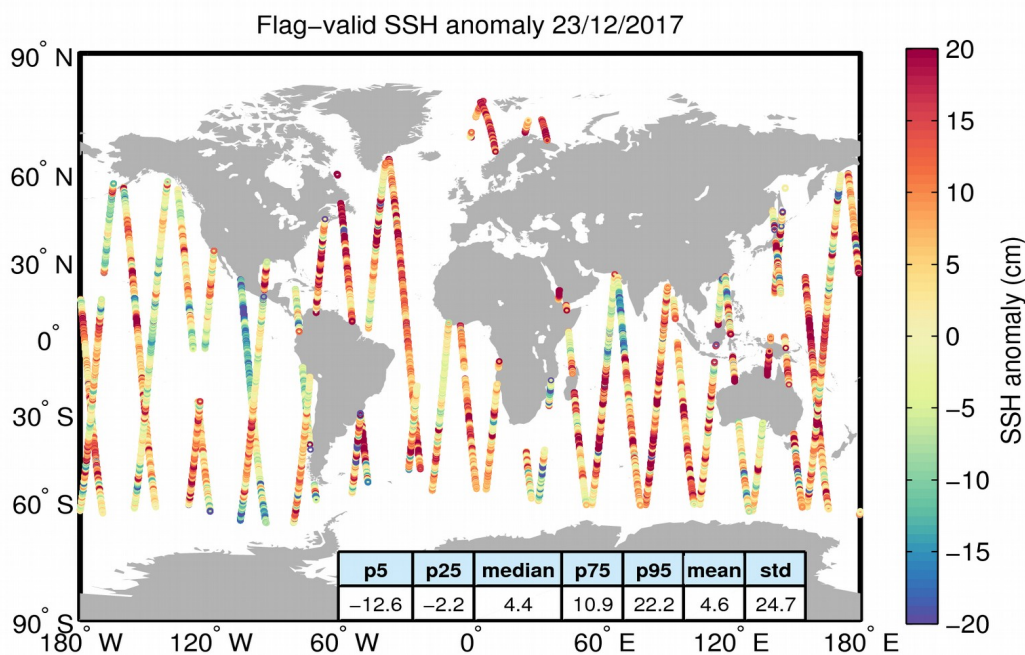 Flag−valid SSH anomaly 23/12/2017
90° N
60° N
30° N
0°
30° S
60° S
90° S
180° W
120° W
60° W
0°
60° E
120° E
180° E
p5 p25 median p75 p95 mean std
−12.6 −2.2 4.4 10.9 22.2 4.6 24.7
20
15
10
5
0
−5
−10
−15
−20
SSH anomaly (cm)